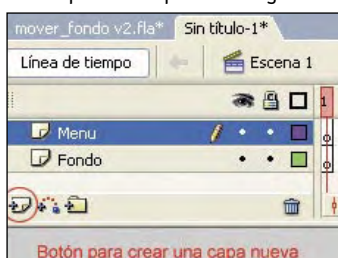 mover_fondo v2.fla* Sin título-1*
Línea de tiempo Escena 1
1
Menu
Fondo
Botón para crear una capa nueva